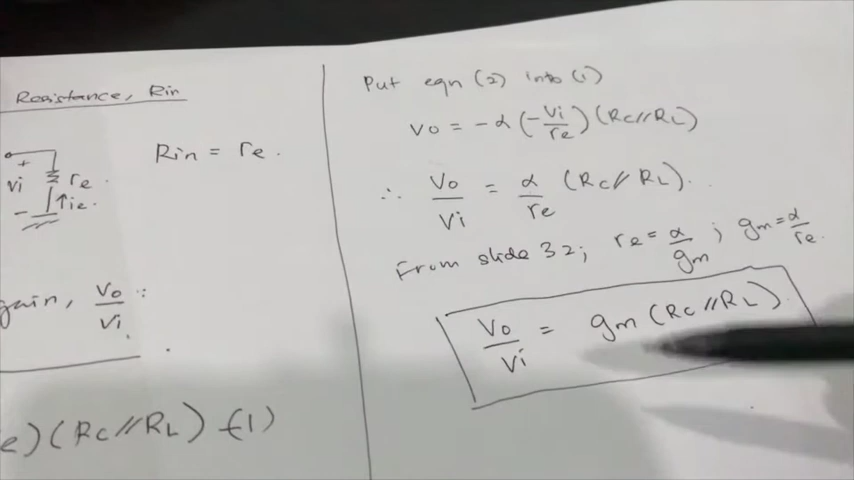 Resistance, Rin
+
vi
-
re.
↑ie.
Rin = re.
gain, Vo/Vi :
e)(Rc//RL) -(1)
Put eqn (2) into (1)
Vo = -α (-Vi/re)(Rc//RL)
∴ Vo/Vi = α/re (Rc//RL).
From slide 32; re = α/gm ; gm = α/re.
Vo/Vi = gm (Rc//RL)